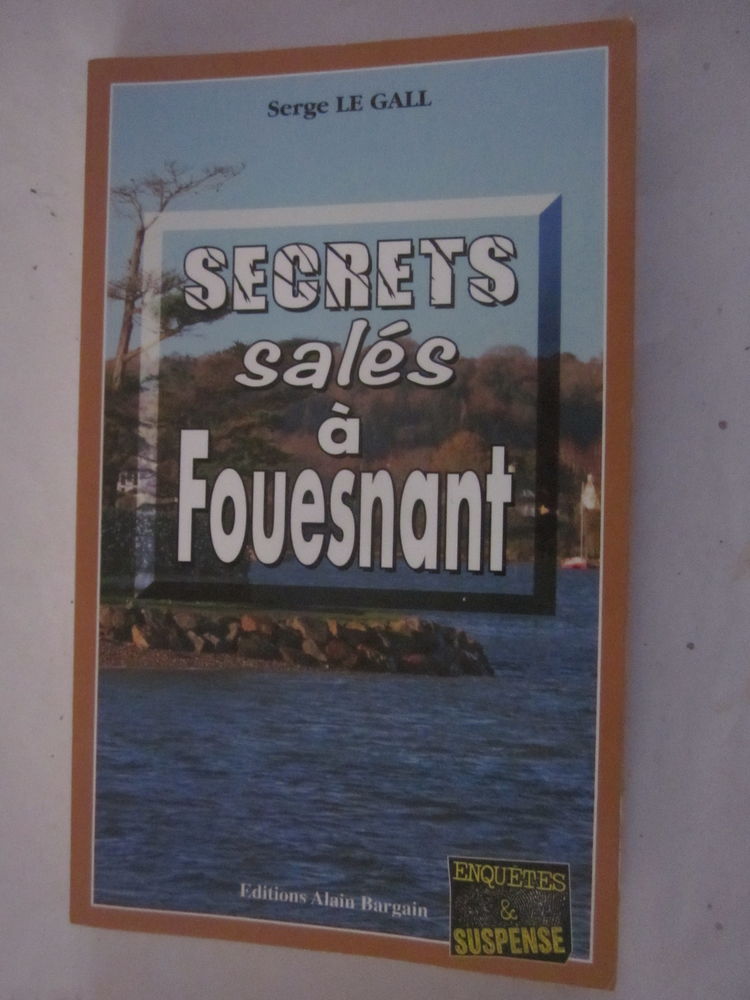 Serge LE GALL
SECRETS
salés
à
Fouesnant
Editions Alain Bargain
ENQUÊTES
&
SUSPENSE